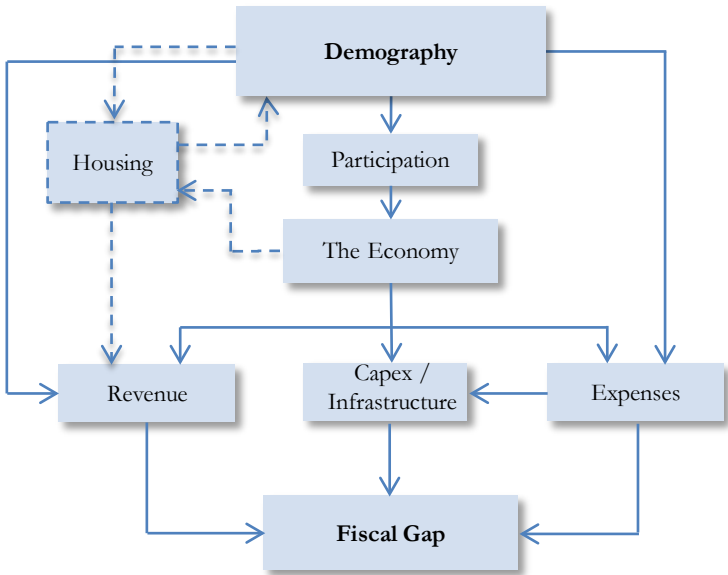 Demography
Housing
Participation
The Economy
Revenue
Capex /
Infrastructure
Expenses
Fiscal Gap